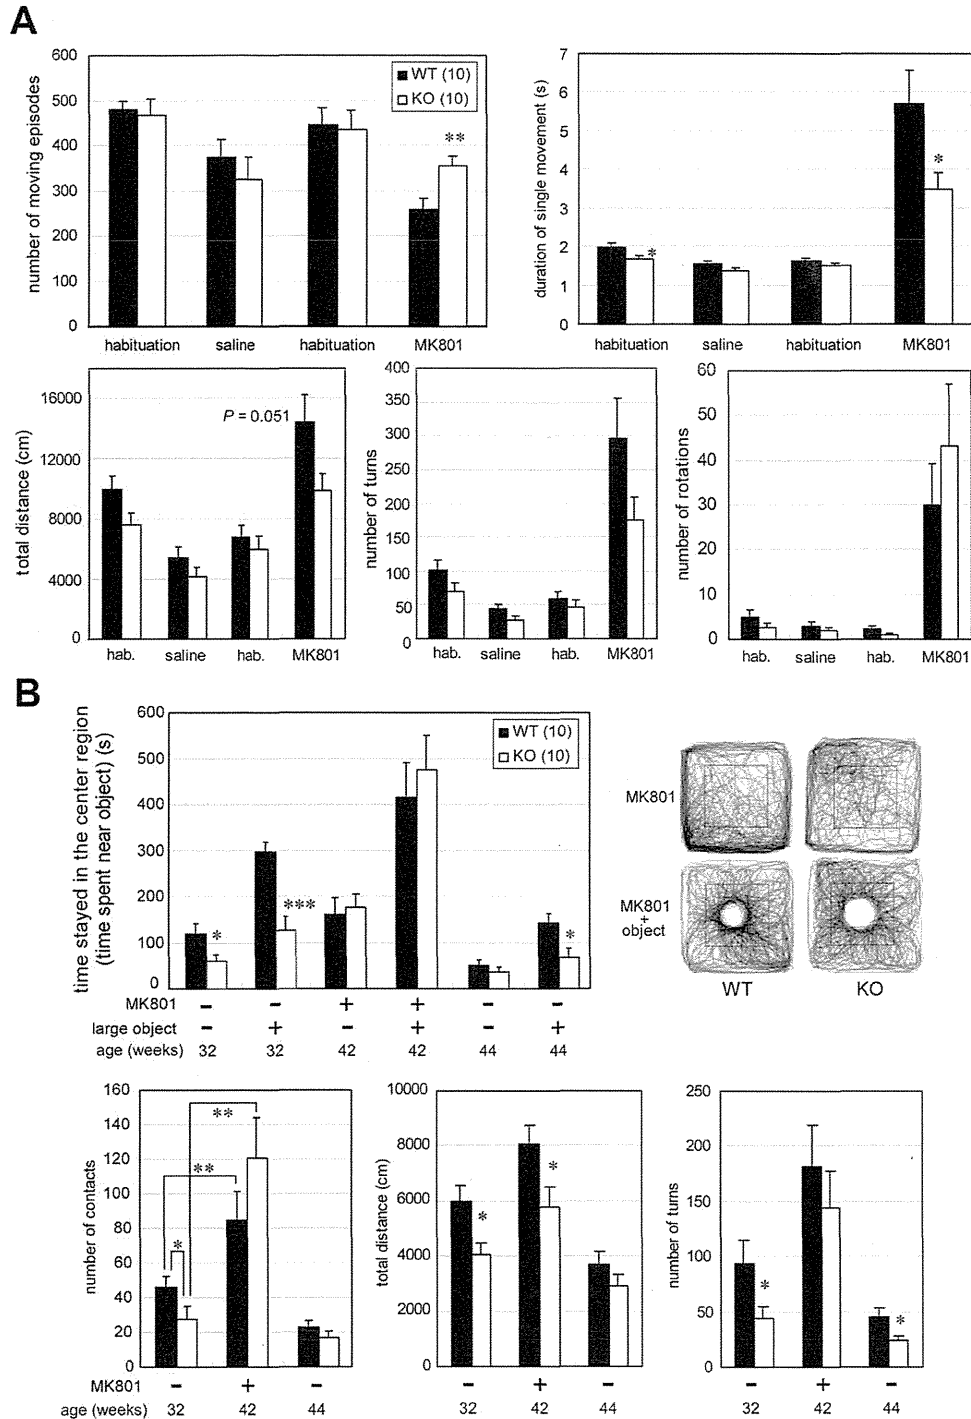 A
600
500
400
300
200
100
0
number of moving episodes
WT (10)
KO (10)
**
habituation saline habituation MK801
7
6
5
4
3
2
1
0
duration of single movement (s)
*
*
habituation saline habituation MK801
16000
12000
8000
4000
0
total distance (cm)
P = 0.051
hab. saline hab. MK801
400
350
300
250
200
150
100
50
0
number of turns
hab. saline hab. MK801
60
50
40
30
20
10
0
number of rotations
hab. saline hab. MK801
B
600
500
400
300
200
100
0
time stayed in the center region
(time spent near object) (s)
WT (10)
KO (10)
*
***
*
MK801 - - + + - -
large object - + - + - +
age (weeks) 32 32 42 42 44 44
MK801
MK801
+
object
WT KO
160
140
120
100
80
60
40
20
0
number of contacts
**
**
*
MK801 - + -
age (weeks) 32 42 44
10000
8000
6000
4000
2000
0
total distance (cm)
*
*
- + -
32 42 44
250
200
150
100
50
0
number of turns
*
*
- + -
32 42 44